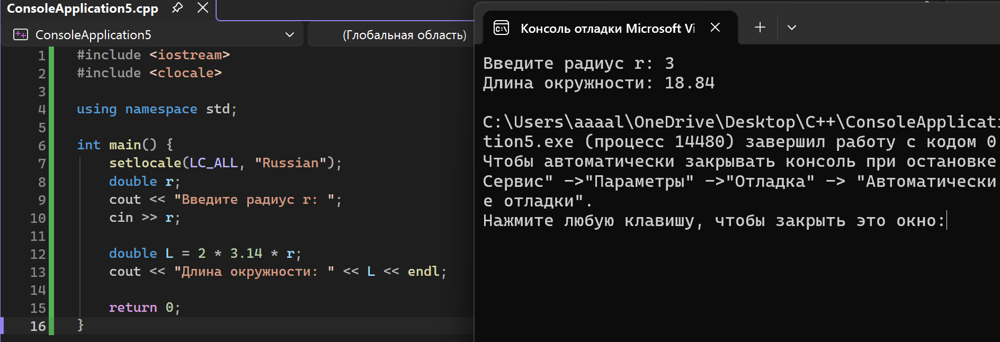 ConsoleApplication5.cpp
ConsoleApplication5
(Глобальная область)
1 #include <iostream>
2 #include <clocale>
3
4 using namespace std;
5
6 int main() {
7 setlocale(LC_ALL, "Russian");
8 double r;
9 cout << "Введите радиус r: ";
10 cin >> r;
11
12 double L = 2 * 3.14 * r;
13 cout << "Длина окружности: " << L << endl;
14
15 return 0;
16 }
Консоль отладки Microsoft Vi
Введите радиус r: 3
Длина окружности: 18.84
C:\Users\aaaal\OneDrive\Desktop\C++\ConsoleApplicati
tion5.exe (процесс 14480) завершил работу с кодом 0
Чтобы автоматически закрывать консоль при остановке
Сервис" ->"Параметры" ->"Отладка" -> "Автоматически
е отладки".
Нажмите любую клавишу, чтобы закрыть это окно: